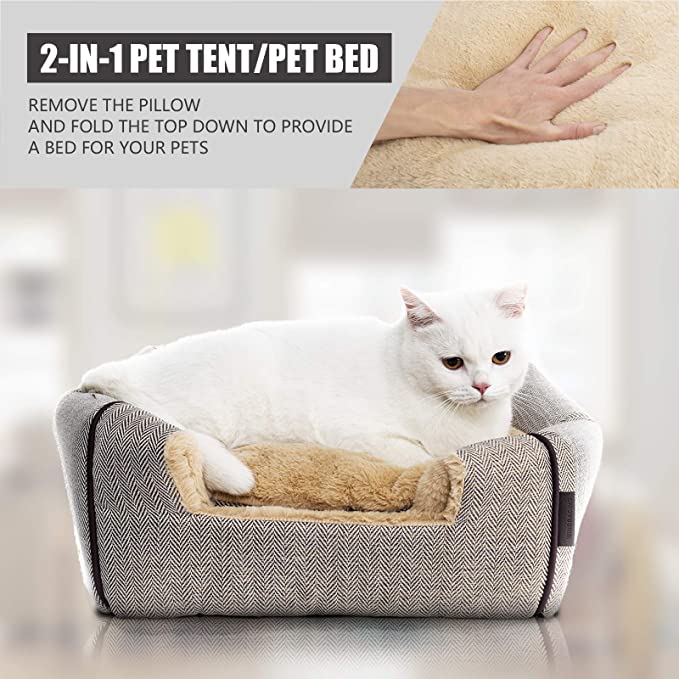 2-IN-1 PET TENT/PET BED
REMOVE THE PILLOW
AND FOLD THE TOP DOWN TO PROVIDE
A BED FOR YOUR PETS